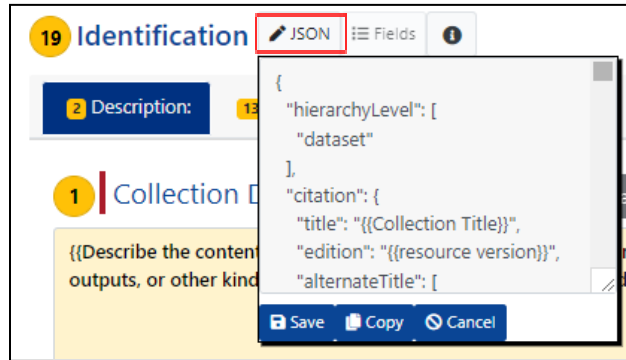 19 Identification JSON Fields
2 Description: 13
{
"hierarchyLevel": [
"dataset"
],
"citation": {
"title": "{{Collection Title}}",
"edition": "{{resource version}}",
"alternateTitle": [
1 Collection D
{{Describe the content
outputs, or other kind
Save Copy Cancel